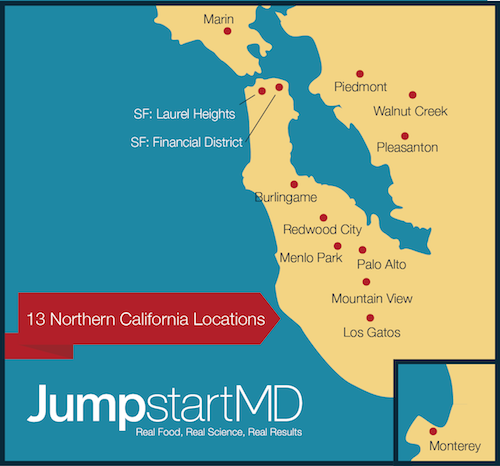 Marin
Piedmont
Walnut Creek
SF: Laurel Heights
SF: Financial District
Pleasanton
Burlingame
Redwood City
Menlo Park
Palo Alto
Mountain View
13 Northern California Locations
Los Gatos
JumpstartMD
Real Food, Real Science, Real Results
Monterey